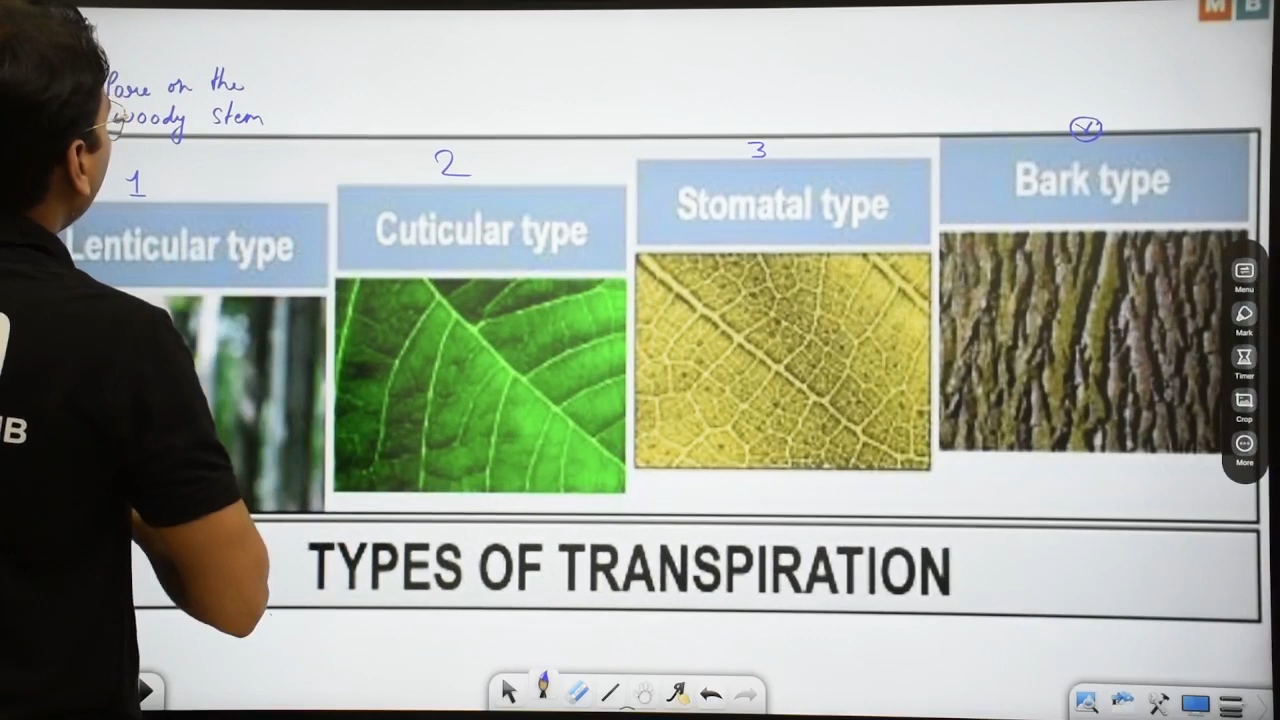 M B
Pore on the
woody stem
1
2
3
Lenticular type
Cuticular type
Stomatal type
Bark type
TYPES OF TRANSPIRATION
IB
Menu
Mark
Timer
Crop
More